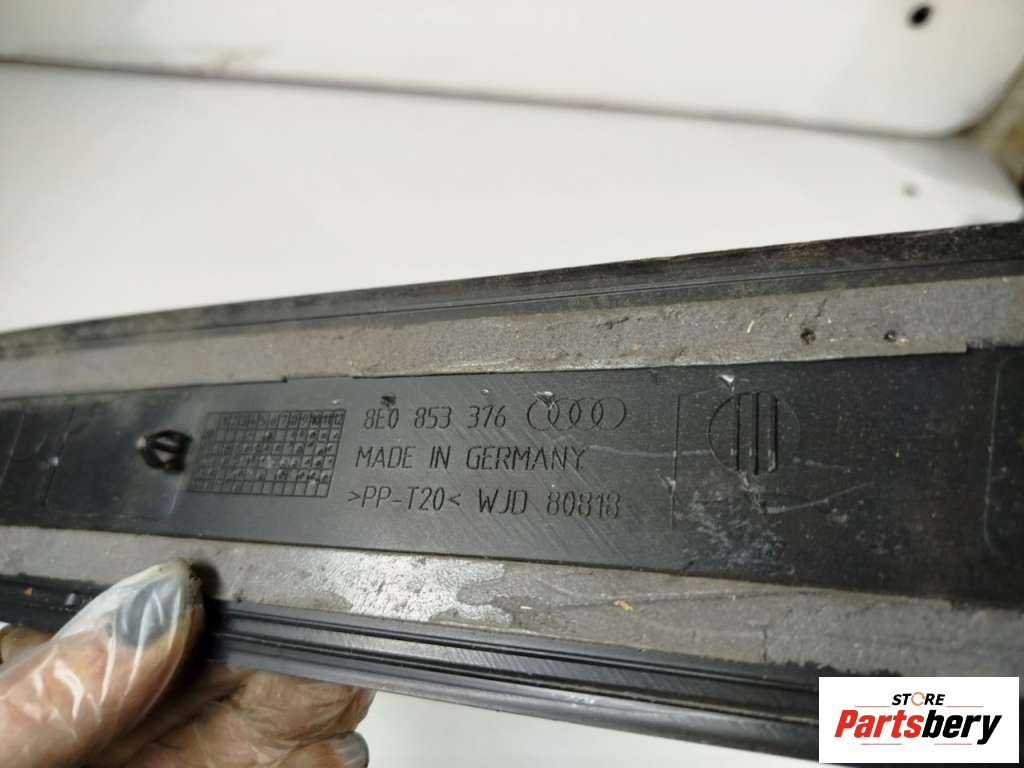 8E0 853 376
MADE IN GERMANY
>PP-T20< WJD 80818
STORE
Partsbery